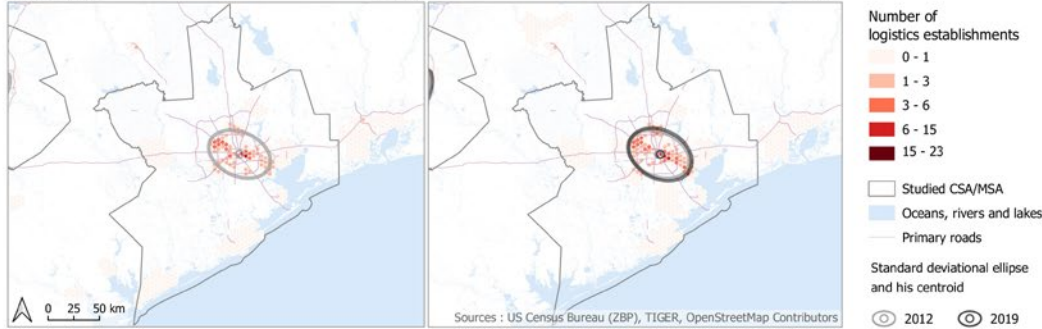 0 25 50 km
Sources : US Census Bureau (ZBP), TIGER, OpenStreetMap Contributors
Number of
logistics establishments
0 - 1
1 - 3
3 - 6
6 - 15
15 - 23
Studied CSA/MSA
Oceans, rivers and lakes
Primary roads
Standard deviational ellipse
and his centroid
2012
2019